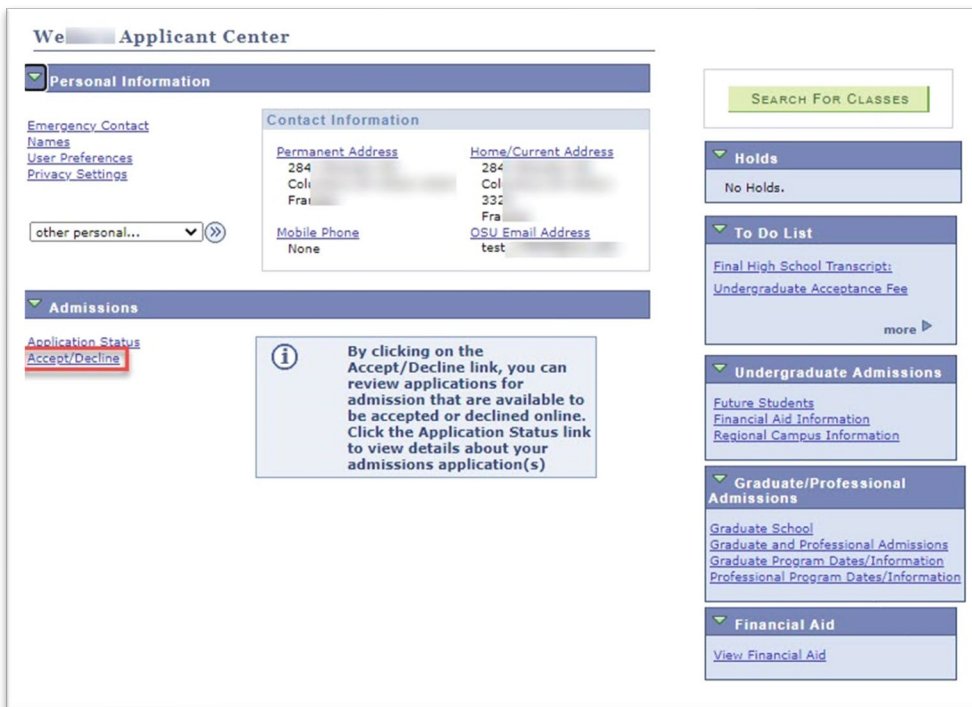 We Applicant Center
Personal Information
Emergency Contact
Names
User Preferences
Privacy Settings
other personal...
Contact Information
Permanent Address
284
Mobile Phone
None
Home/Current Address
284
332
OSU Email Address
test
Admissions
Application Status
Accept/Decline
By clicking on the
Accept/Decline link, you can
review applications for
admission that are available to
be accepted or declined online.
Click the Application Status link
to view details about your
admissions application(s)
SEARCH FOR CLASSES
Holds
No Holds.
To Do List
Final High School Transcript:
Undergraduate Acceptance Fee
more
Undergraduate Admissions
Future Students
Financial Aid Information
Regional Campus Information
Graduate/Professional
Admissions
Graduate School
Graduate and Professional Admissions
Graduate Program Dates/Information
Professional Program Dates/Information
Financial Aid
View Financial Aid